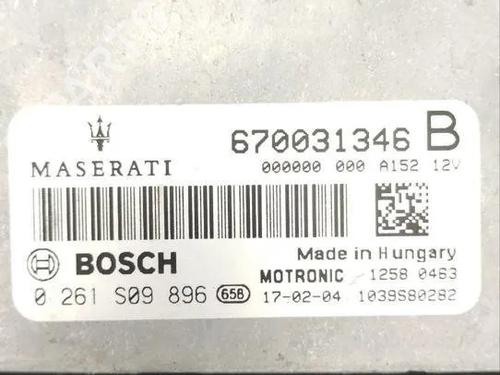 MASERATI
670031346 B
000000 000 A152 12V
BOSCH
Made in Hungary
MOTRONIC 1258 0463
0 261 S09 896 65B
17-02-04 1039S80282